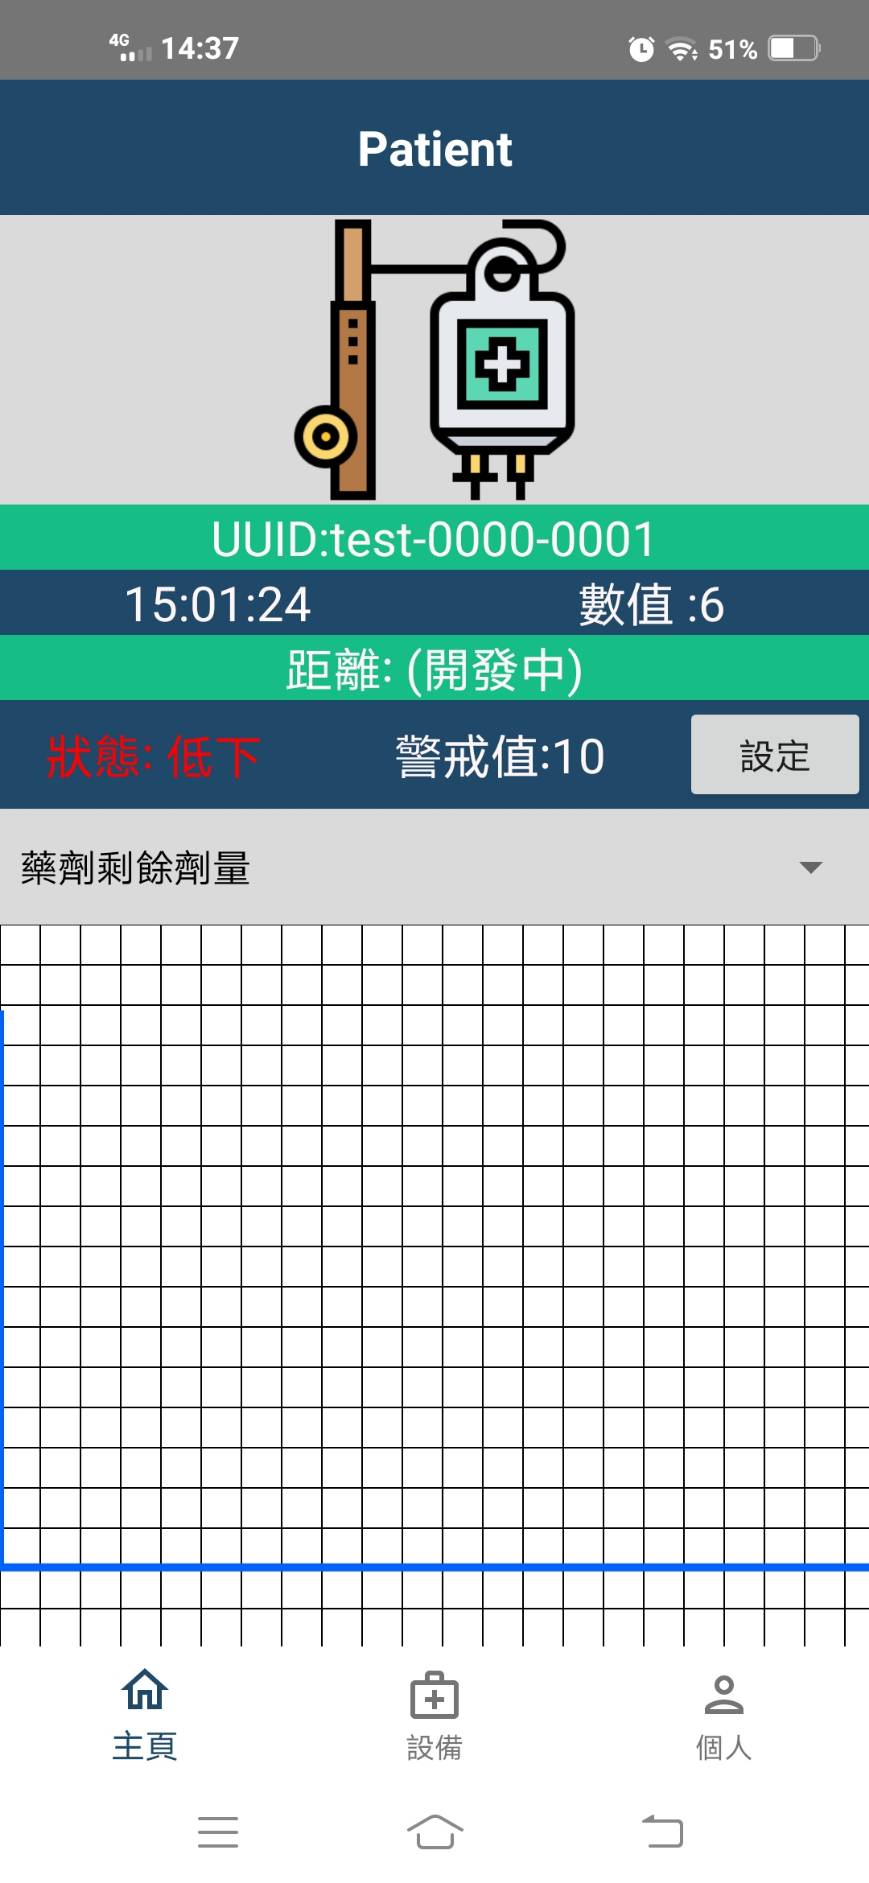 4G 14:37 51%
Patient
UUID:test-0000-0001
15:01:24 數值 :6
距離: (開發中)
狀態: 低下 警戒值:10 設定
藥劑剩餘劑量
主頁 設備 個人